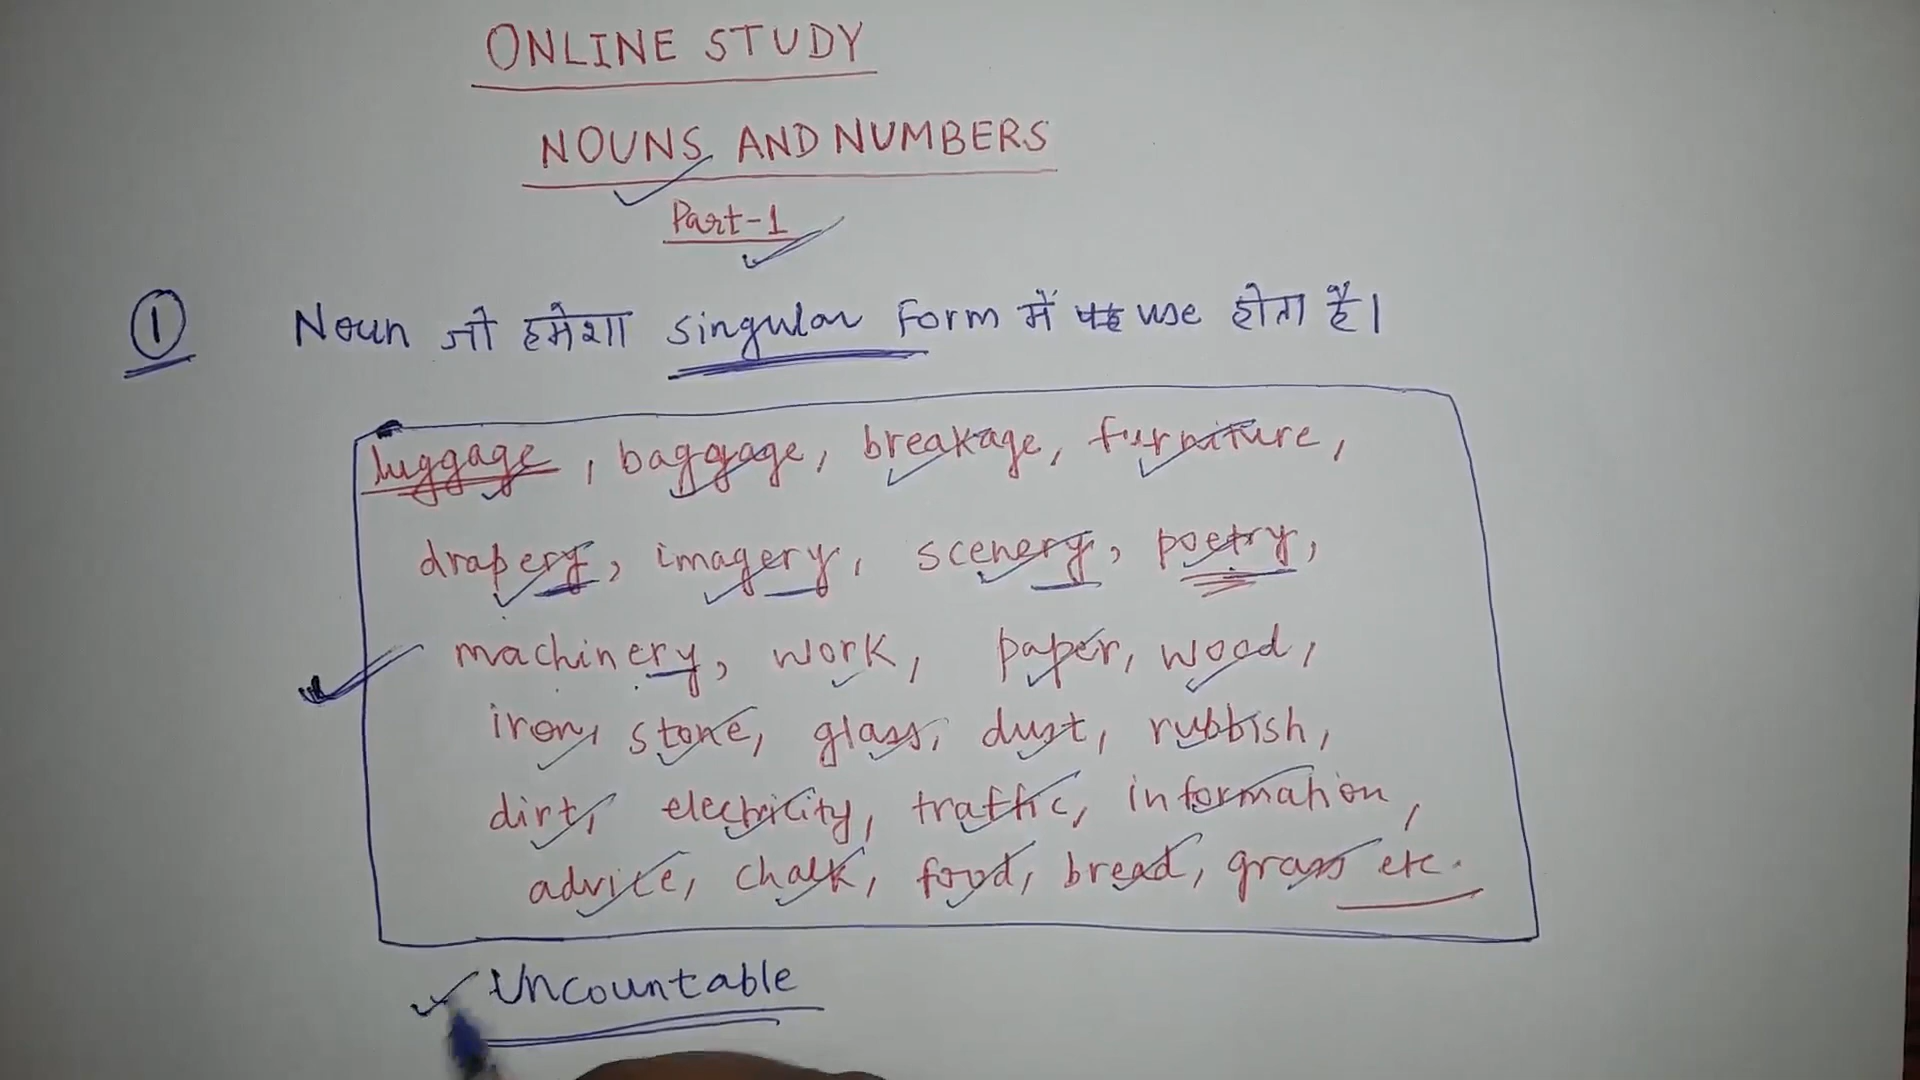 ONLINE STUDY
NOUNS AND NUMBERS
Part-1
① Noun जो हमेशा singular form में use होता है।
luggage, baggage, breakage, furniture,
drapery, imagery, scenery, poetry,
machinery, work, paper, wood,
iron, stone, glass, dust, rubbish,
dirt, electricity, traffic, information,
advice, chalk, food, bread, grass etc.
Uncountable